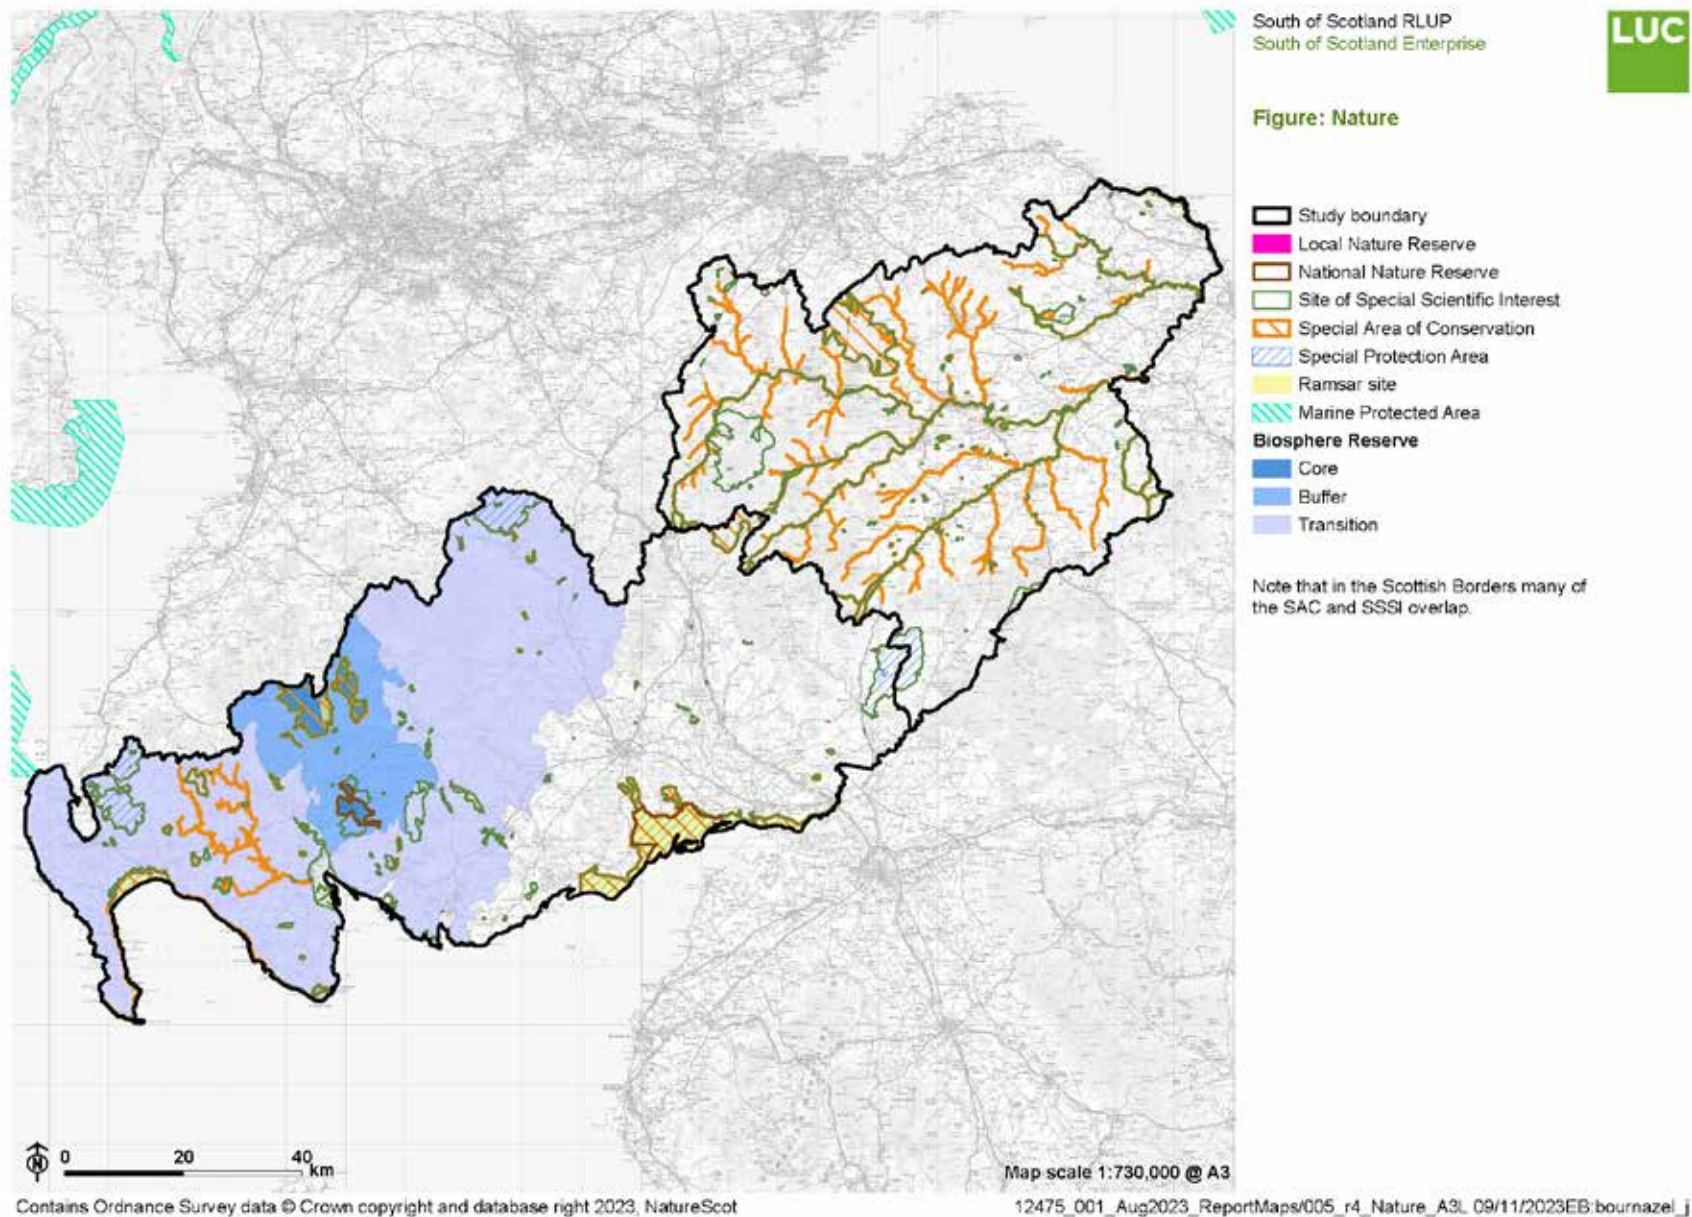 South of Scotland RLUP
South of Scotland Enterprise
LUC
Figure: Nature
Study boundary
Local Nature Reserve
National Nature Reserve
Site of Special Scientific Interest
Special Area of Conservation
Special Protection Area
Ramsar site
Marine Protected Area
Biosphere Reserve
Core
Buffer
Transition
Note that in the Scottish Borders many of
the SAC and SSSI overlap.
N
0 20 40
km
Map scale 1:730,000 @ A3
Contains Ordnance Survey data © Crown copyright and database right 2023, NatureScot
12475_001_Aug2023_ReportMaps/005_r4_Nature_A3L 09/11/2023EB:bournazel_j